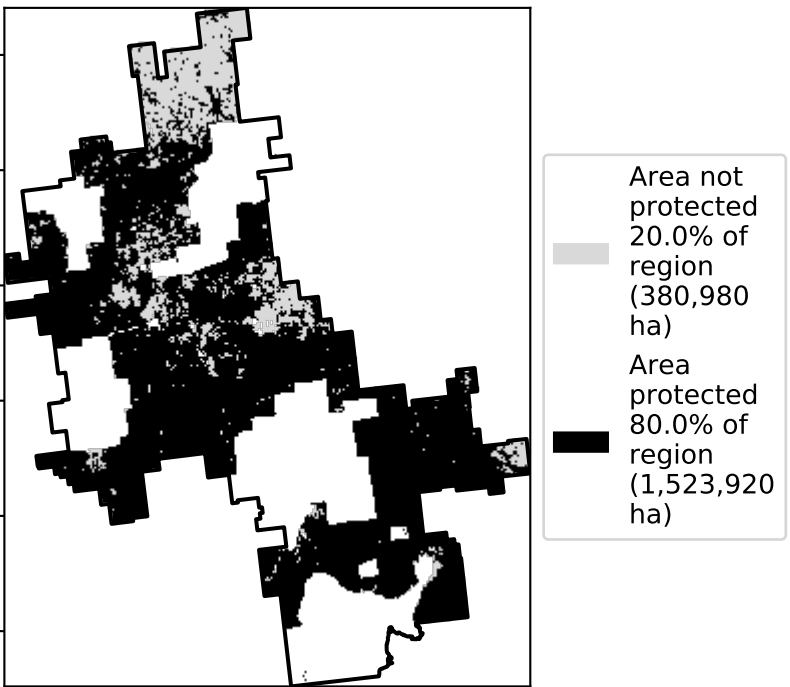 Area not
protected
20.0% of
region
(380,980
ha)
Area
protected
80.0% of
region
(1,523,920
ha)